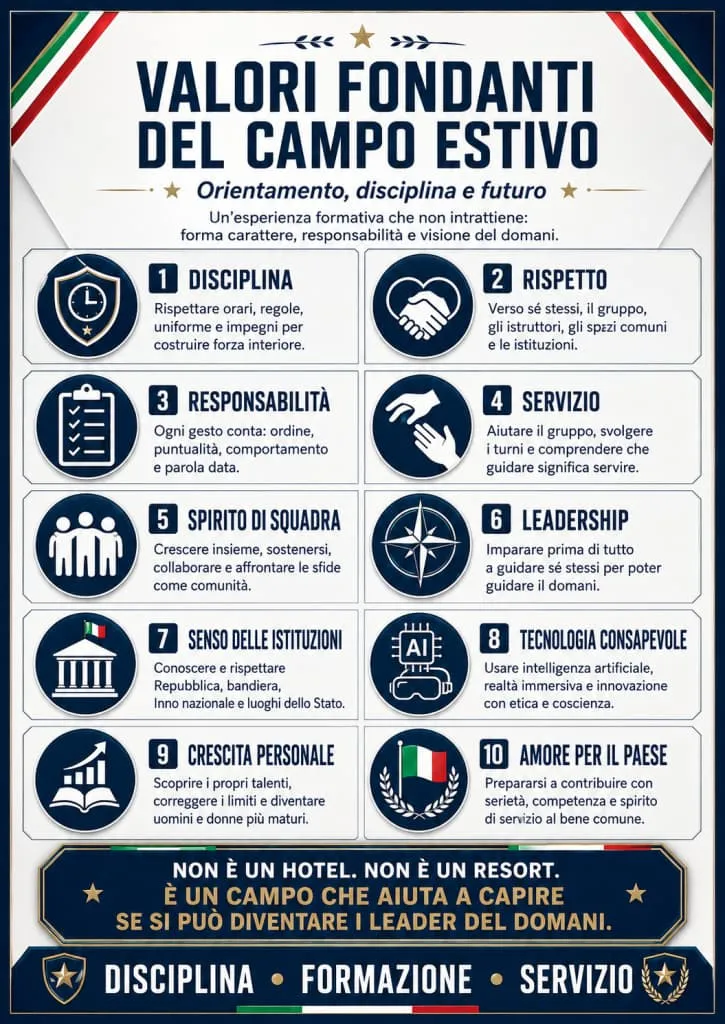 VALORI FONDANTI
DEL CAMPO ESTIVO
Orientamento, disciplina e futuro
Un'esperienza formativa che non intrattiene:
forma carattere, responsabilità e visione del domani.
1 DISCIPLINA
Rispettare orari, regole,
uniforme e impegni per
costruire forza interiore.
2 RISPETTO
Verso sé stessi, il gruppo,
gli istruttori, gli spazi comuni
e le istituzioni.
3 RESPONSABILITÀ
Ogni gesto conta: ordine,
puntualità, comportamento
e parola data.
4 SERVIZIO
Aiutare il gruppo, svolgere
i turni e comprendere che
guidare significa servire.
5 SPIRITO DI SQUADRA
Crescere insieme, sostenersi,
collaborare e affrontare le sfide
come comunità.
6 LEADERSHIP
Imparare prima di tutto
a guidare sé stessi per poter
guidare il domani.
7 SENSO DELLE ISTITUZIONI
Conoscere e rispettare
Repubblica, bandiera,
Inno nazionale e luoghi dello Stato.
AI
8 TECNOLOGIA CONSAPEVOLE
Usare intelligenza artificiale,
realtà immersiva e innovazione
con etica e coscienza.
9 CRESCITA PERSONALE
Scoprire i propri talenti,
correggere i limiti e diventare
uomini e donne più maturi.
10 AMORE PER IL PAESE
Prepararsi a contribuire con
serietà, competenza e spirito
di servizio al bene comune.
NON È UN HOTEL. NON È UN RESORT.
È UN CAMPO CHE AIUTA A CAPIRE
SE SI PUÒ DIVENTARE I LEADER DEL DOMANI.
DISCIPLINA • FORMAZIONE • SERVIZIO